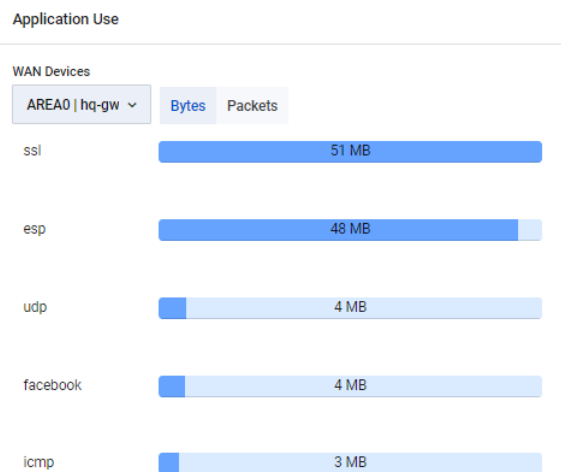 Application Use
WAN Devices
AREA0 | hq-gw
Bytes Packets
ssl 51 MB
esp 48 MB
udp 4 MB
facebook 4 MB
icmp 3 MB